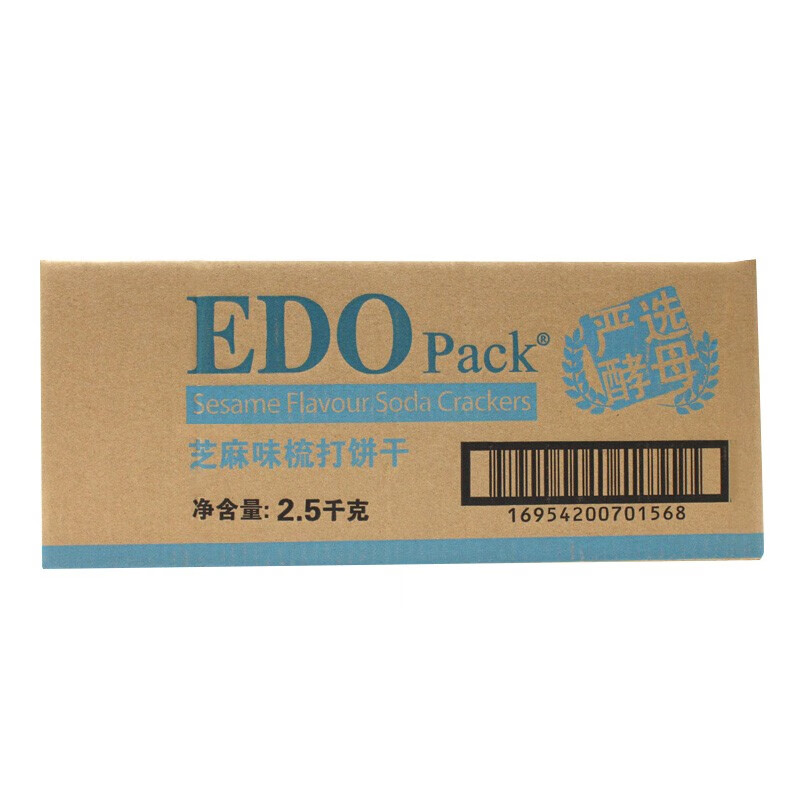 EDO Pack®
严选
酵母
Sesame Flavour Soda Crackers
芝麻味梳打饼干
净含量: 2.5千克
16954200701568